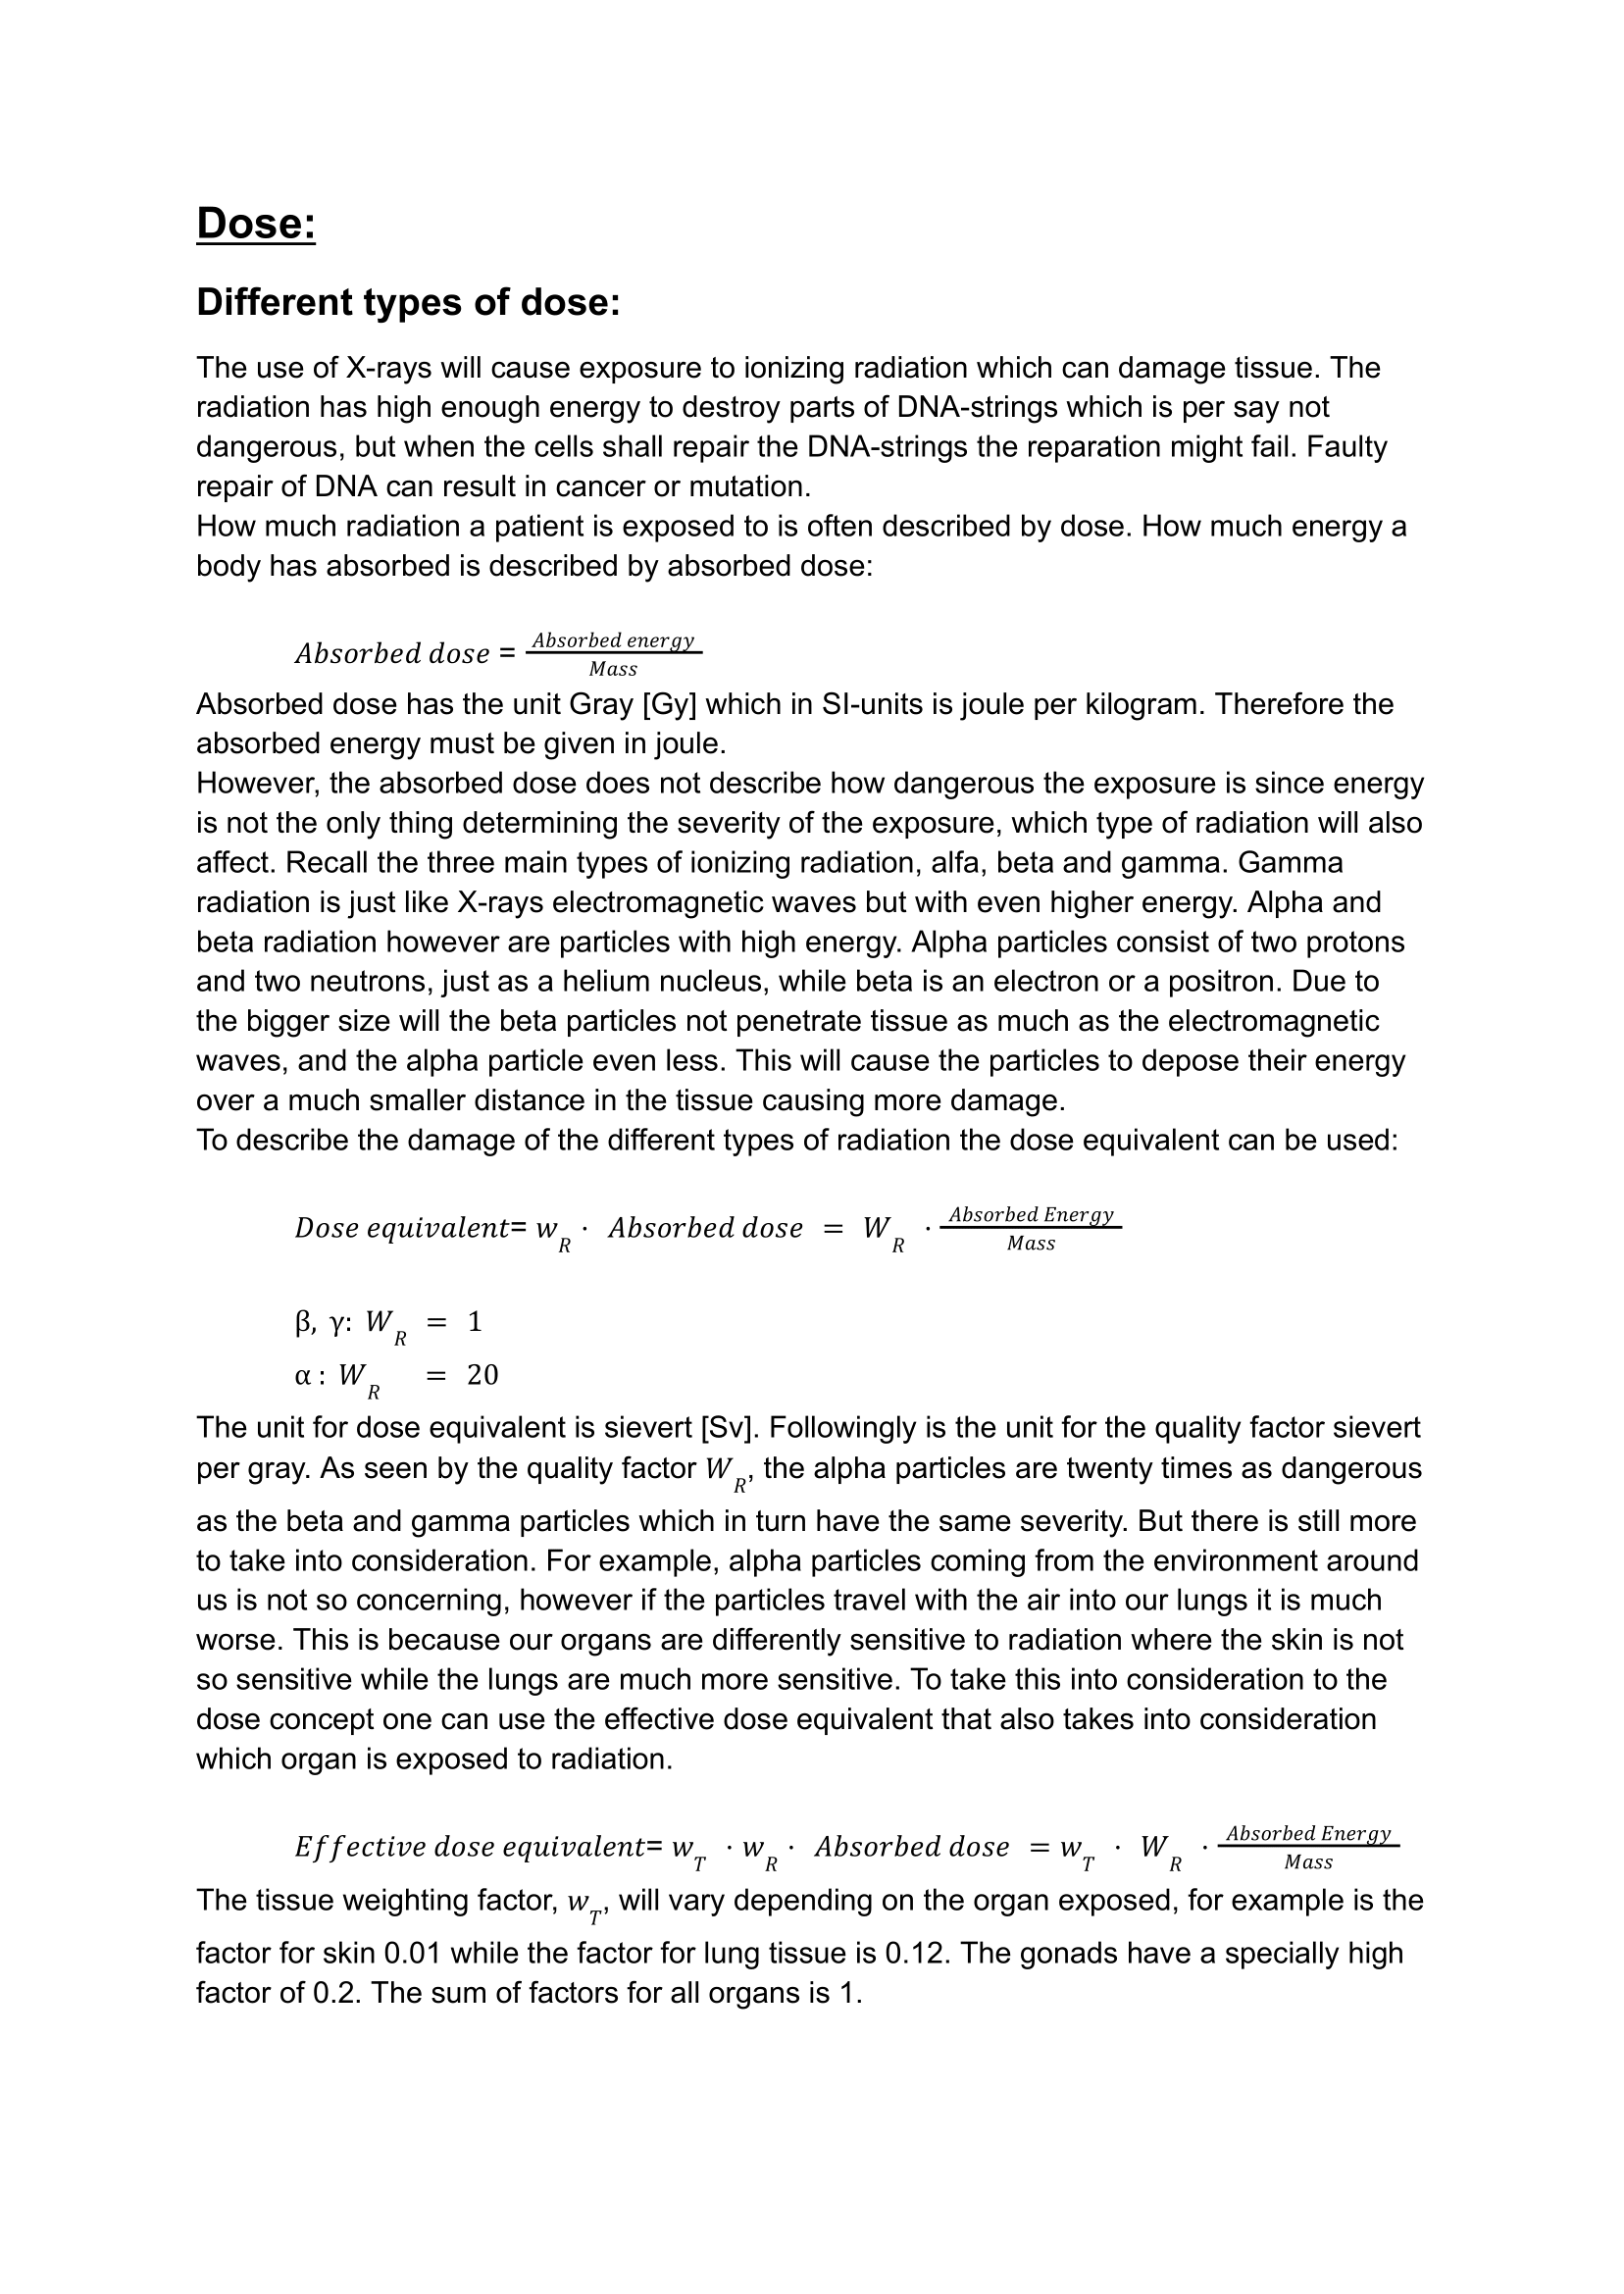 Dose:
Different types of dose:
The use of X-rays will cause exposure to ionizing radiation which can damage tissue. The
radiation has high enough energy to destroy parts of DNA-strings which is per say not
dangerous, but when the cells shall repair the DNA-strings the reparation might fail. Faulty
repair of DNA can result in cancer or mutation.
How much radiation a patient is exposed to is often described by dose. How much energy a
body has absorbed is described by absorbed dose:
Absorbed dose = Absorbed energy / Mass
Absorbed dose has the unit Gray [Gy] which in SI-units is joule per kilogram. Therefore the
absorbed energy must be given in joule.
However, the absorbed dose does not describe how dangerous the exposure is since energy
is not the only thing determining the severity of the exposure, which type of radiation will also
affect. Recall the three main types of ionizing radiation, alfa, beta and gamma. Gamma
radiation is just like X-rays electromagnetic waves but with even higher energy. Alpha and
beta radiation however are particles with high energy. Alpha particles consist of two protons
and two neutrons, just as a helium nucleus, while beta is an electron or a positron. Due to
the bigger size will the beta particles not penetrate tissue as much as the electromagnetic
waves, and the alpha particle even less. This will cause the particles to depose their energy
over a much smaller distance in the tissue causing more damage.
To describe the damage of the different types of radiation the dose equivalent can be used:
Dose equivalent= w_R · Absorbed dose = W_R · Absorbed Energy / Mass
β, γ: W_R = 1
α : W_R = 20
The unit for dose equivalent is sievert [Sv]. Followingly is the unit for the quality factor sievert
per gray. As seen by the quality factor W_R, the alpha particles are twenty times as dangerous
as the beta and gamma particles which in turn have the same severity. But there is still more
to take into consideration. For example, alpha particles coming from the environment around
us is not so concerning, however if the particles travel with the air into our lungs it is much
worse. This is because our organs are differently sensitive to radiation where the skin is not
so sensitive while the lungs are much more sensitive. To take this into consideration to the
dose concept one can use the effective dose equivalent that also takes into consideration
which organ is exposed to radiation.
Effective dose equivalent= w_T · w_R · Absorbed dose = w_T · W_R · Absorbed Energy / Mass
The tissue weighting factor, w_T, will vary depending on the organ exposed, for example is the
factor for skin 0.01 while the factor for lung tissue is 0.12. The gonads have a specially high
factor of 0.2. The sum of factors for all organs is 1.